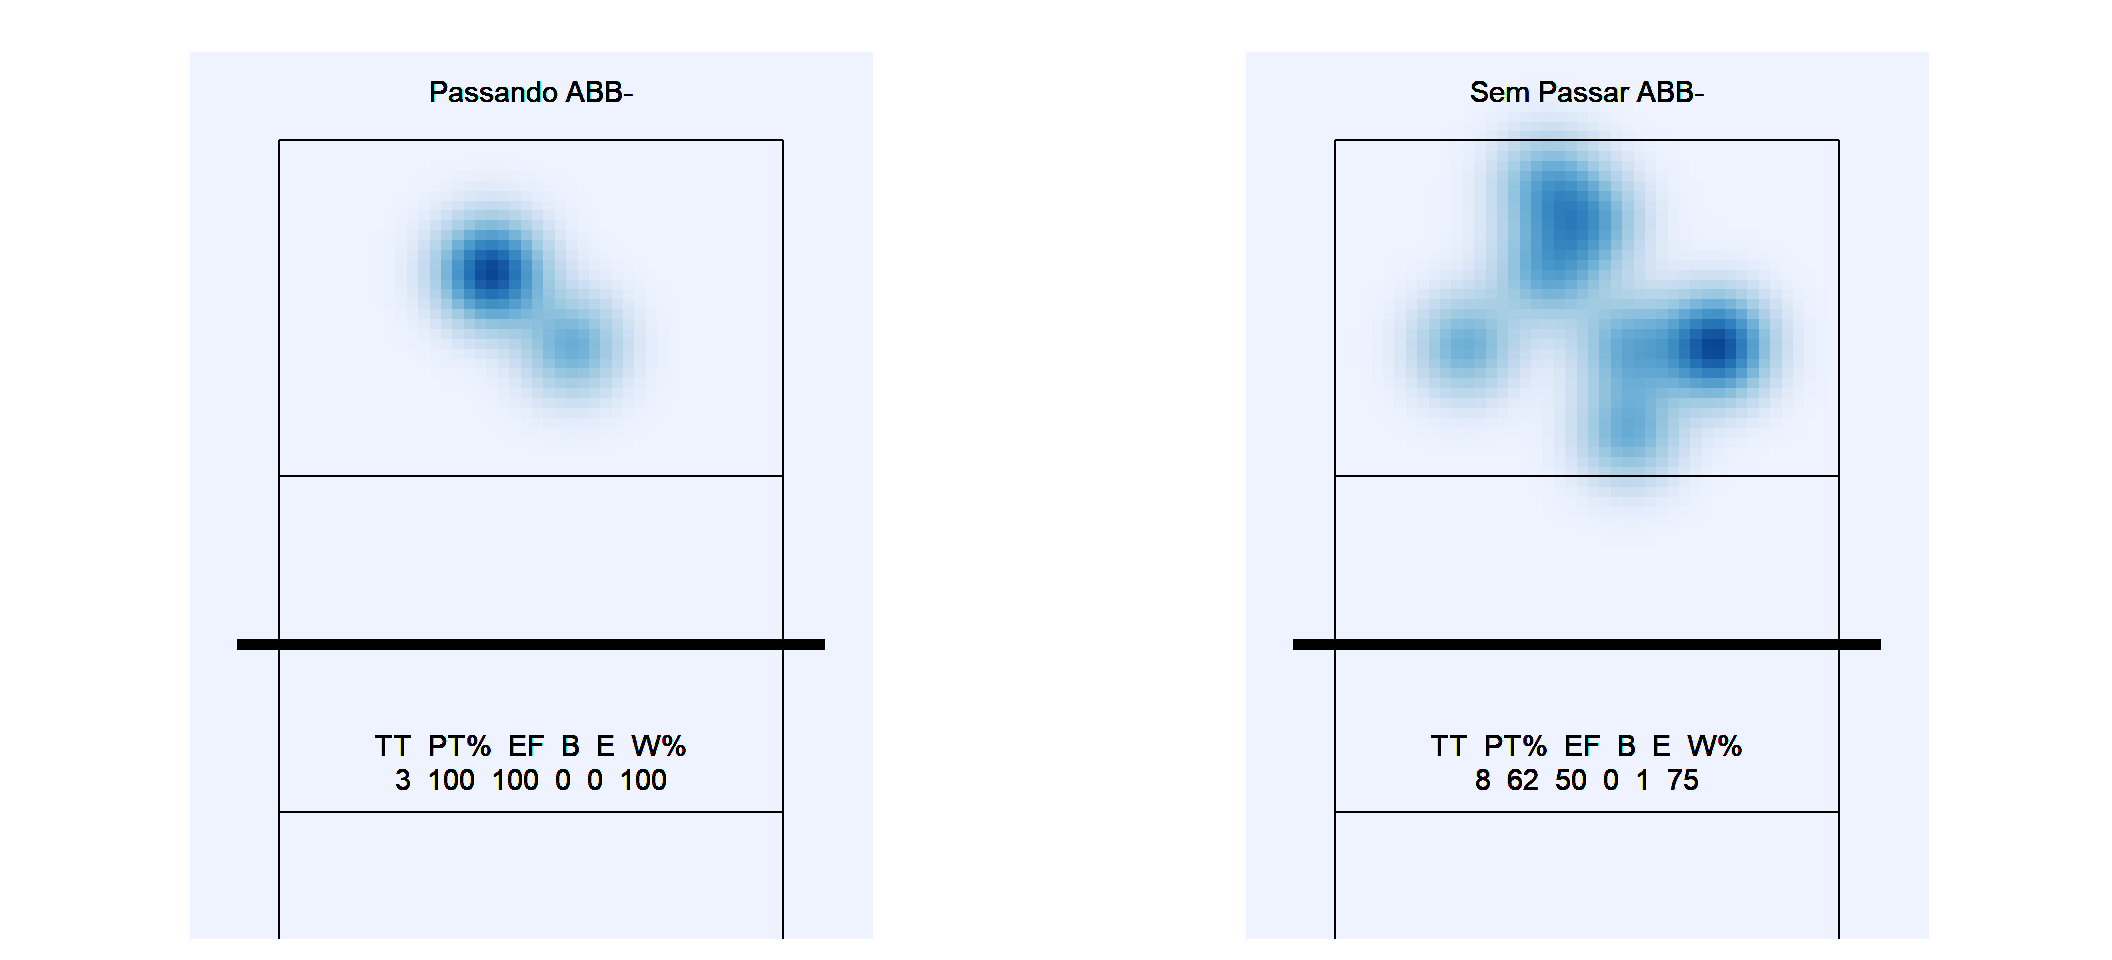 Passando ABB-
TT PT% EF B E W%
3 100 100 0 0 100
Sem Passar ABB-
TT PT% EF B E W%
8 62 50 0 1 75